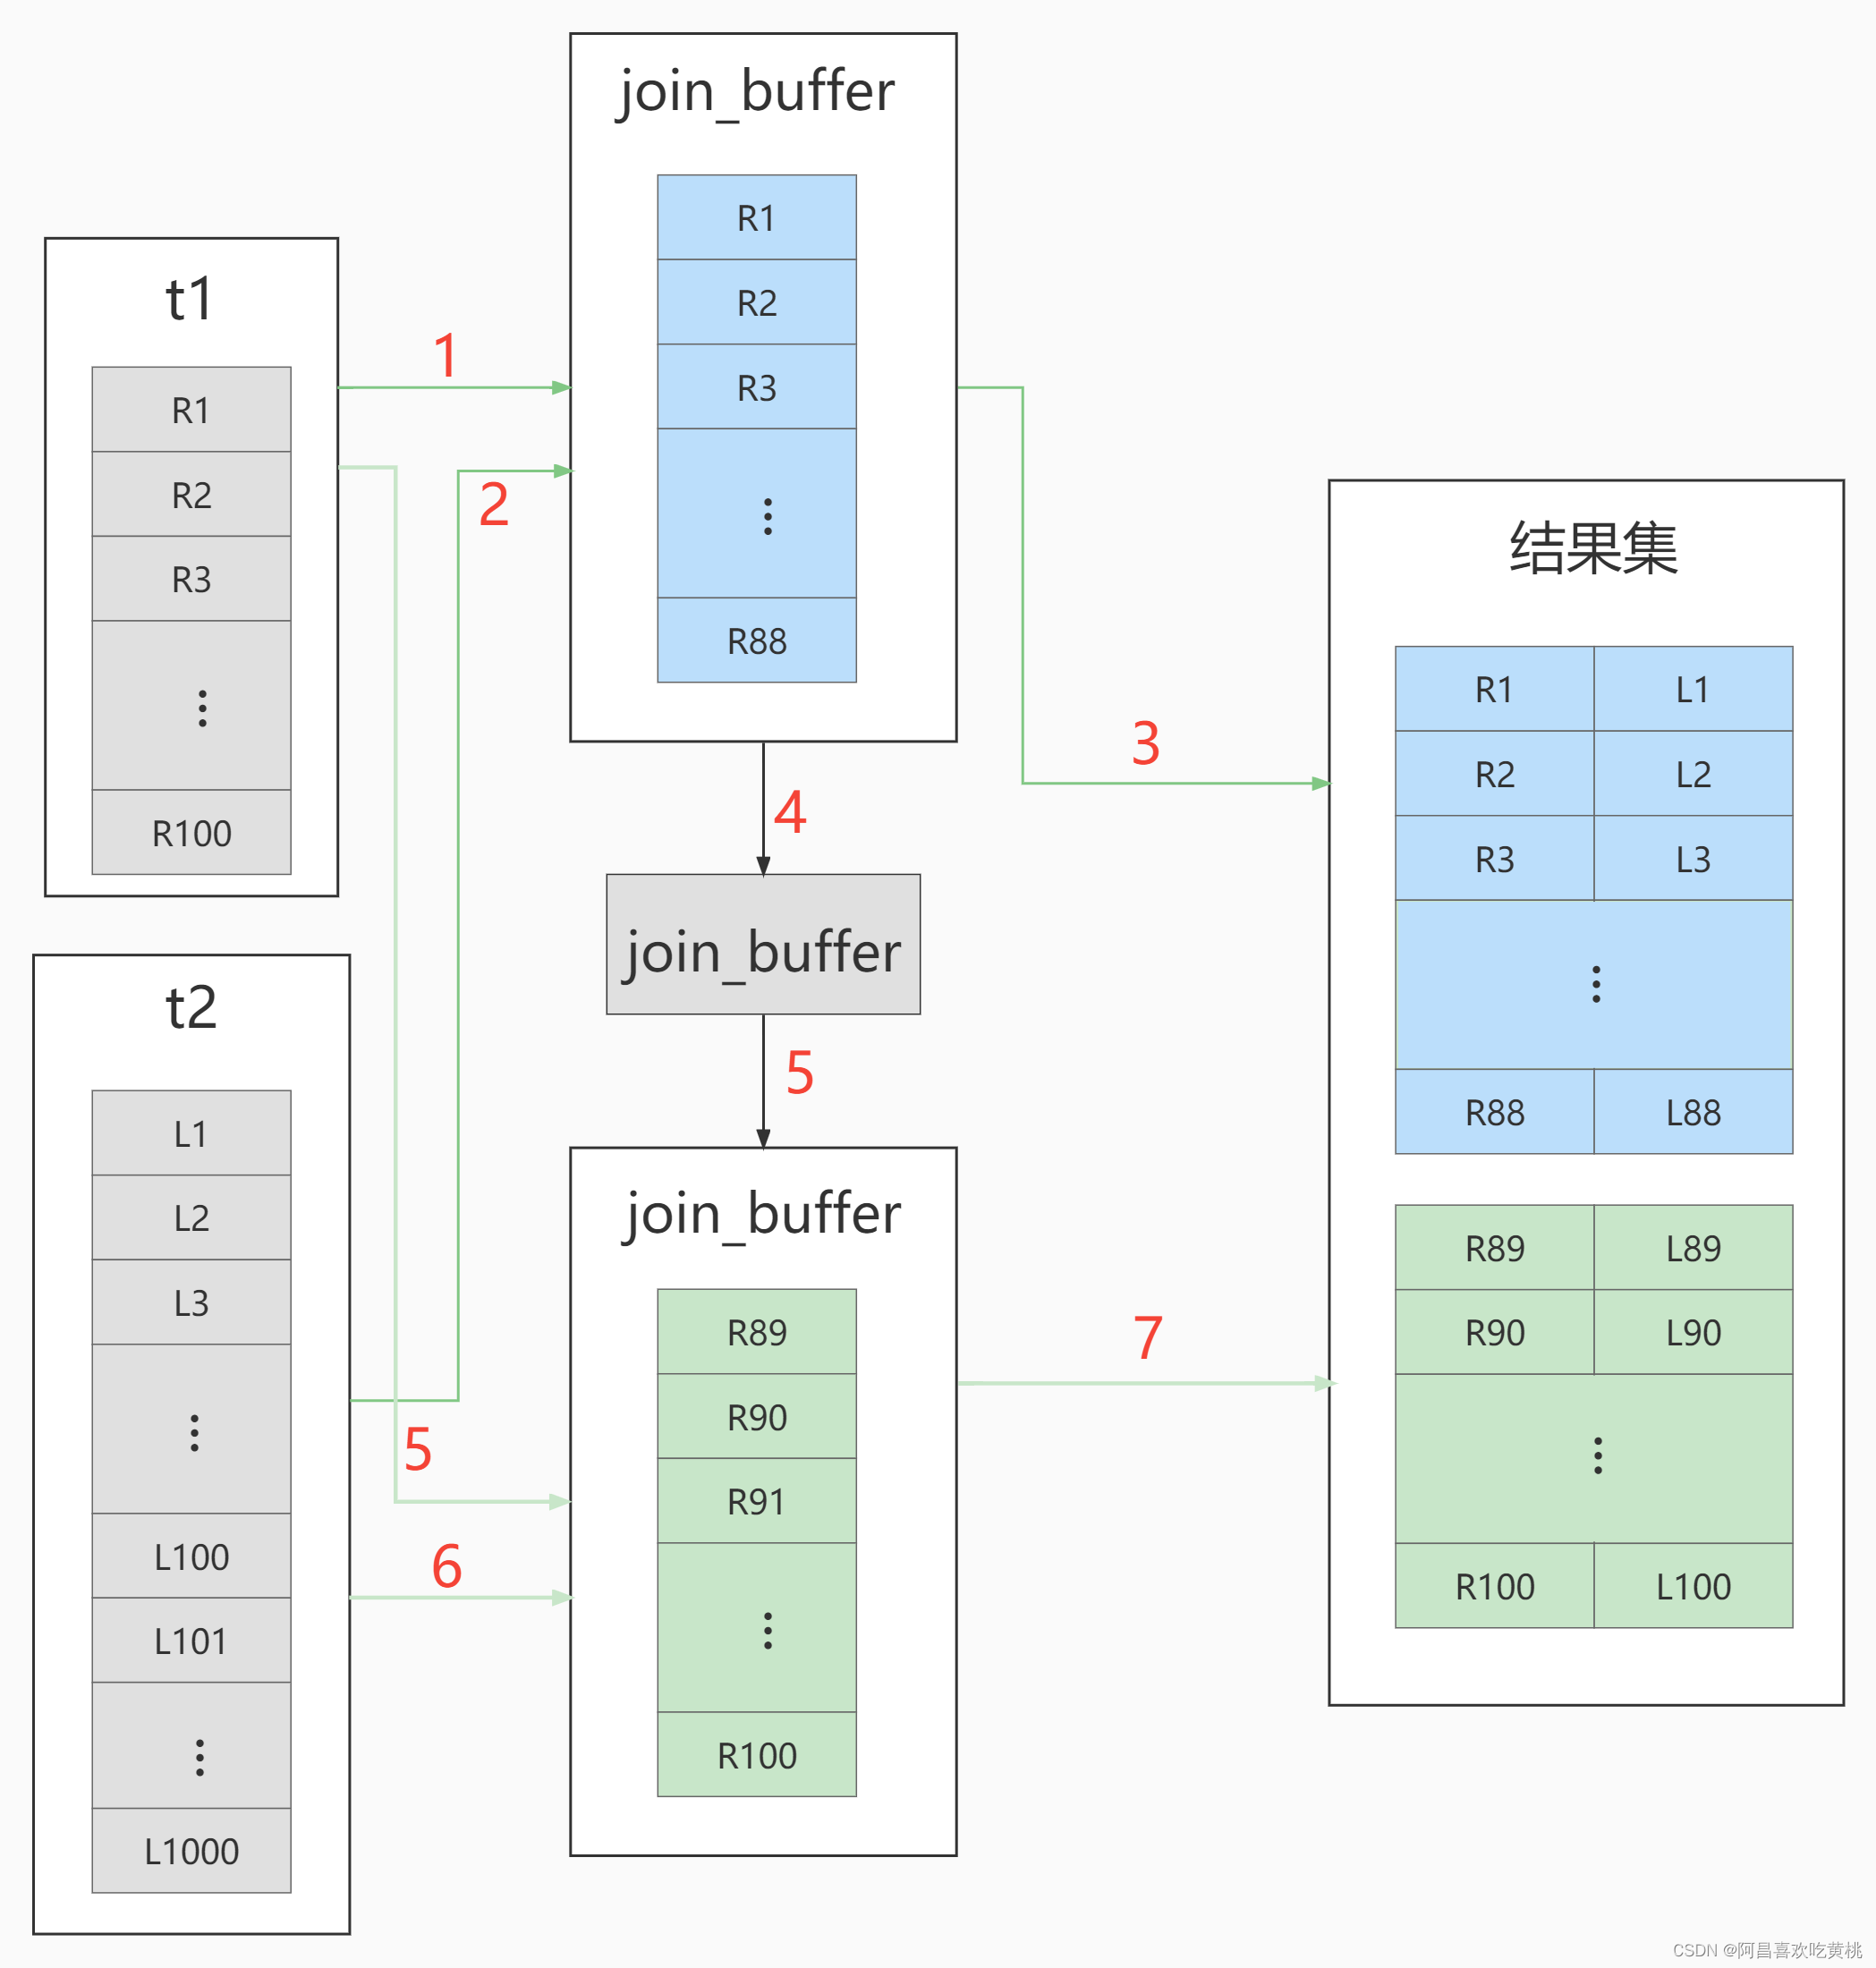 t1
R1
R2
R3
⋮
R100
t2
L1
L2
L3
⋮
L100
L101
⋮
L1000
1
2
5
6
join_buffer
R1
R2
R3
⋮
R88
4
join_buffer
5
join_buffer
R89
R90
R91
⋮
R100
3
7
结果集
R1 L1
R2 L2
R3 L3
⋮
R88 L88
R89 L89
R90 L90
⋮
R100 L100
CSDN @阿昌喜欢吃黄桃